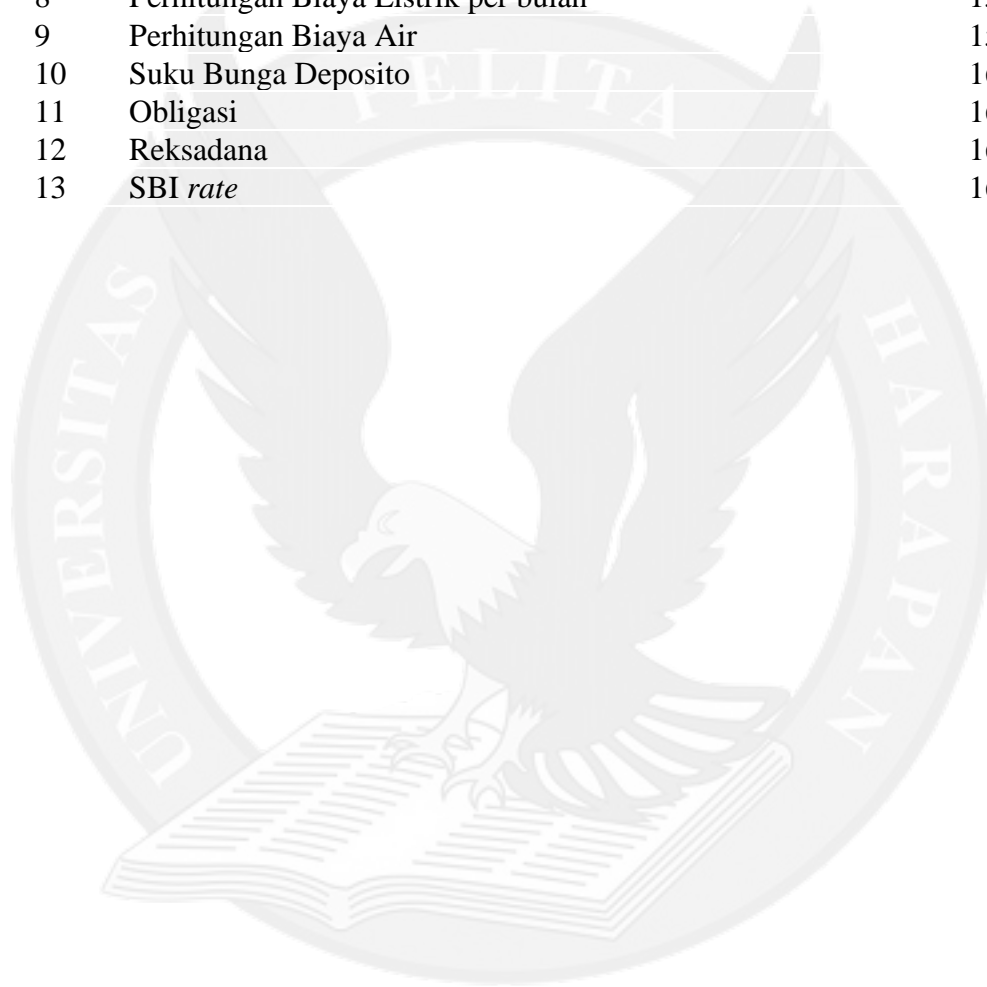 8 Perhitungan Biaya Listrik per bulan
9 Perhitungan Biaya Air
10 Suku Bunga Deposito
11 Obligasi
12 Reksadana
13 SBI rate
UNIVERSITAS PELITA HARAPAN